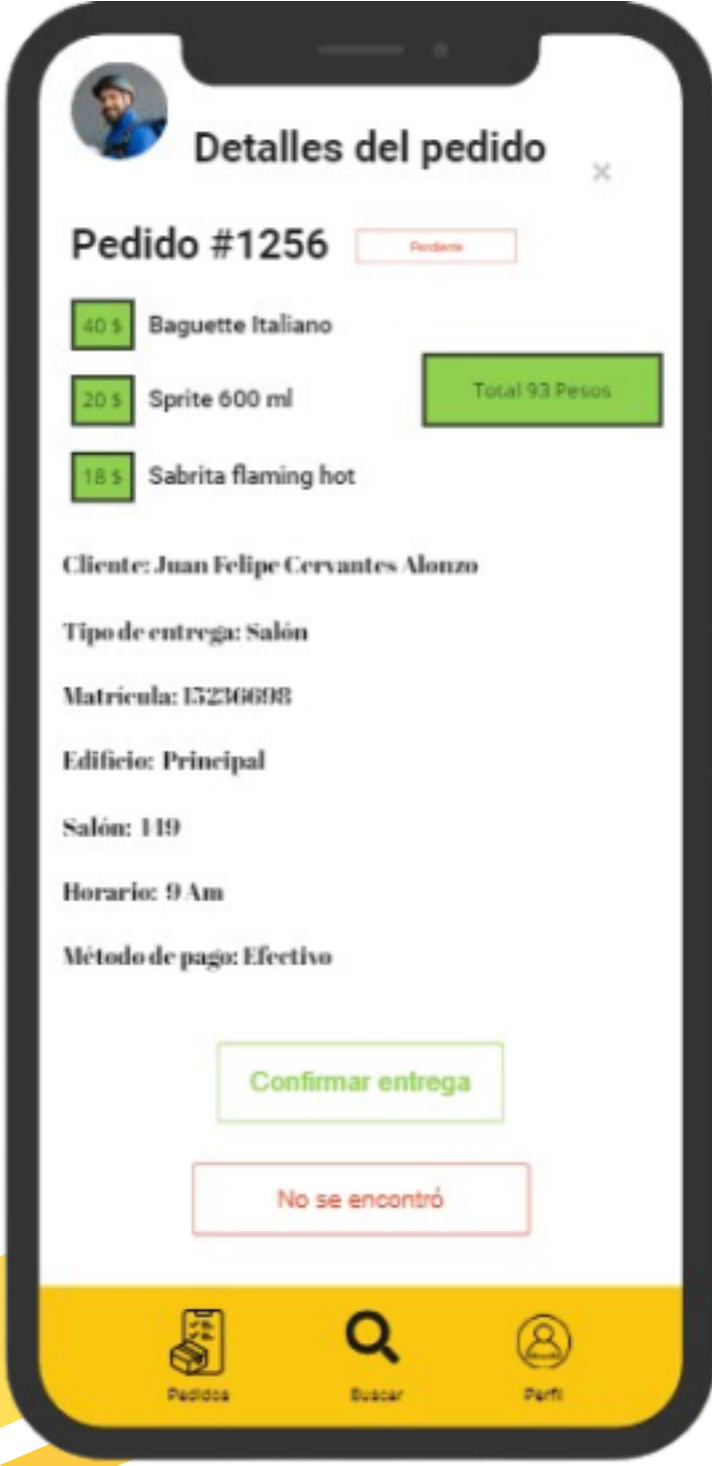 Detalles del pedido
×
Pedido #1256
Pendiente
40 $ Baguette Italiano
20 $ Sprite 600 ml
Total 93 Pesos
18 $ Sabrita flaming hot
Cliente: Juan Felipe Cervantes Alonzo
Tipo de entrega: Salón
Matrícula: 15236698
Edificio: Principal
Salón: 149
Horario: 9 Am
Método de pago: Efectivo
Confirmar entrega
No se encontró
Pedidos Buscar Perfil